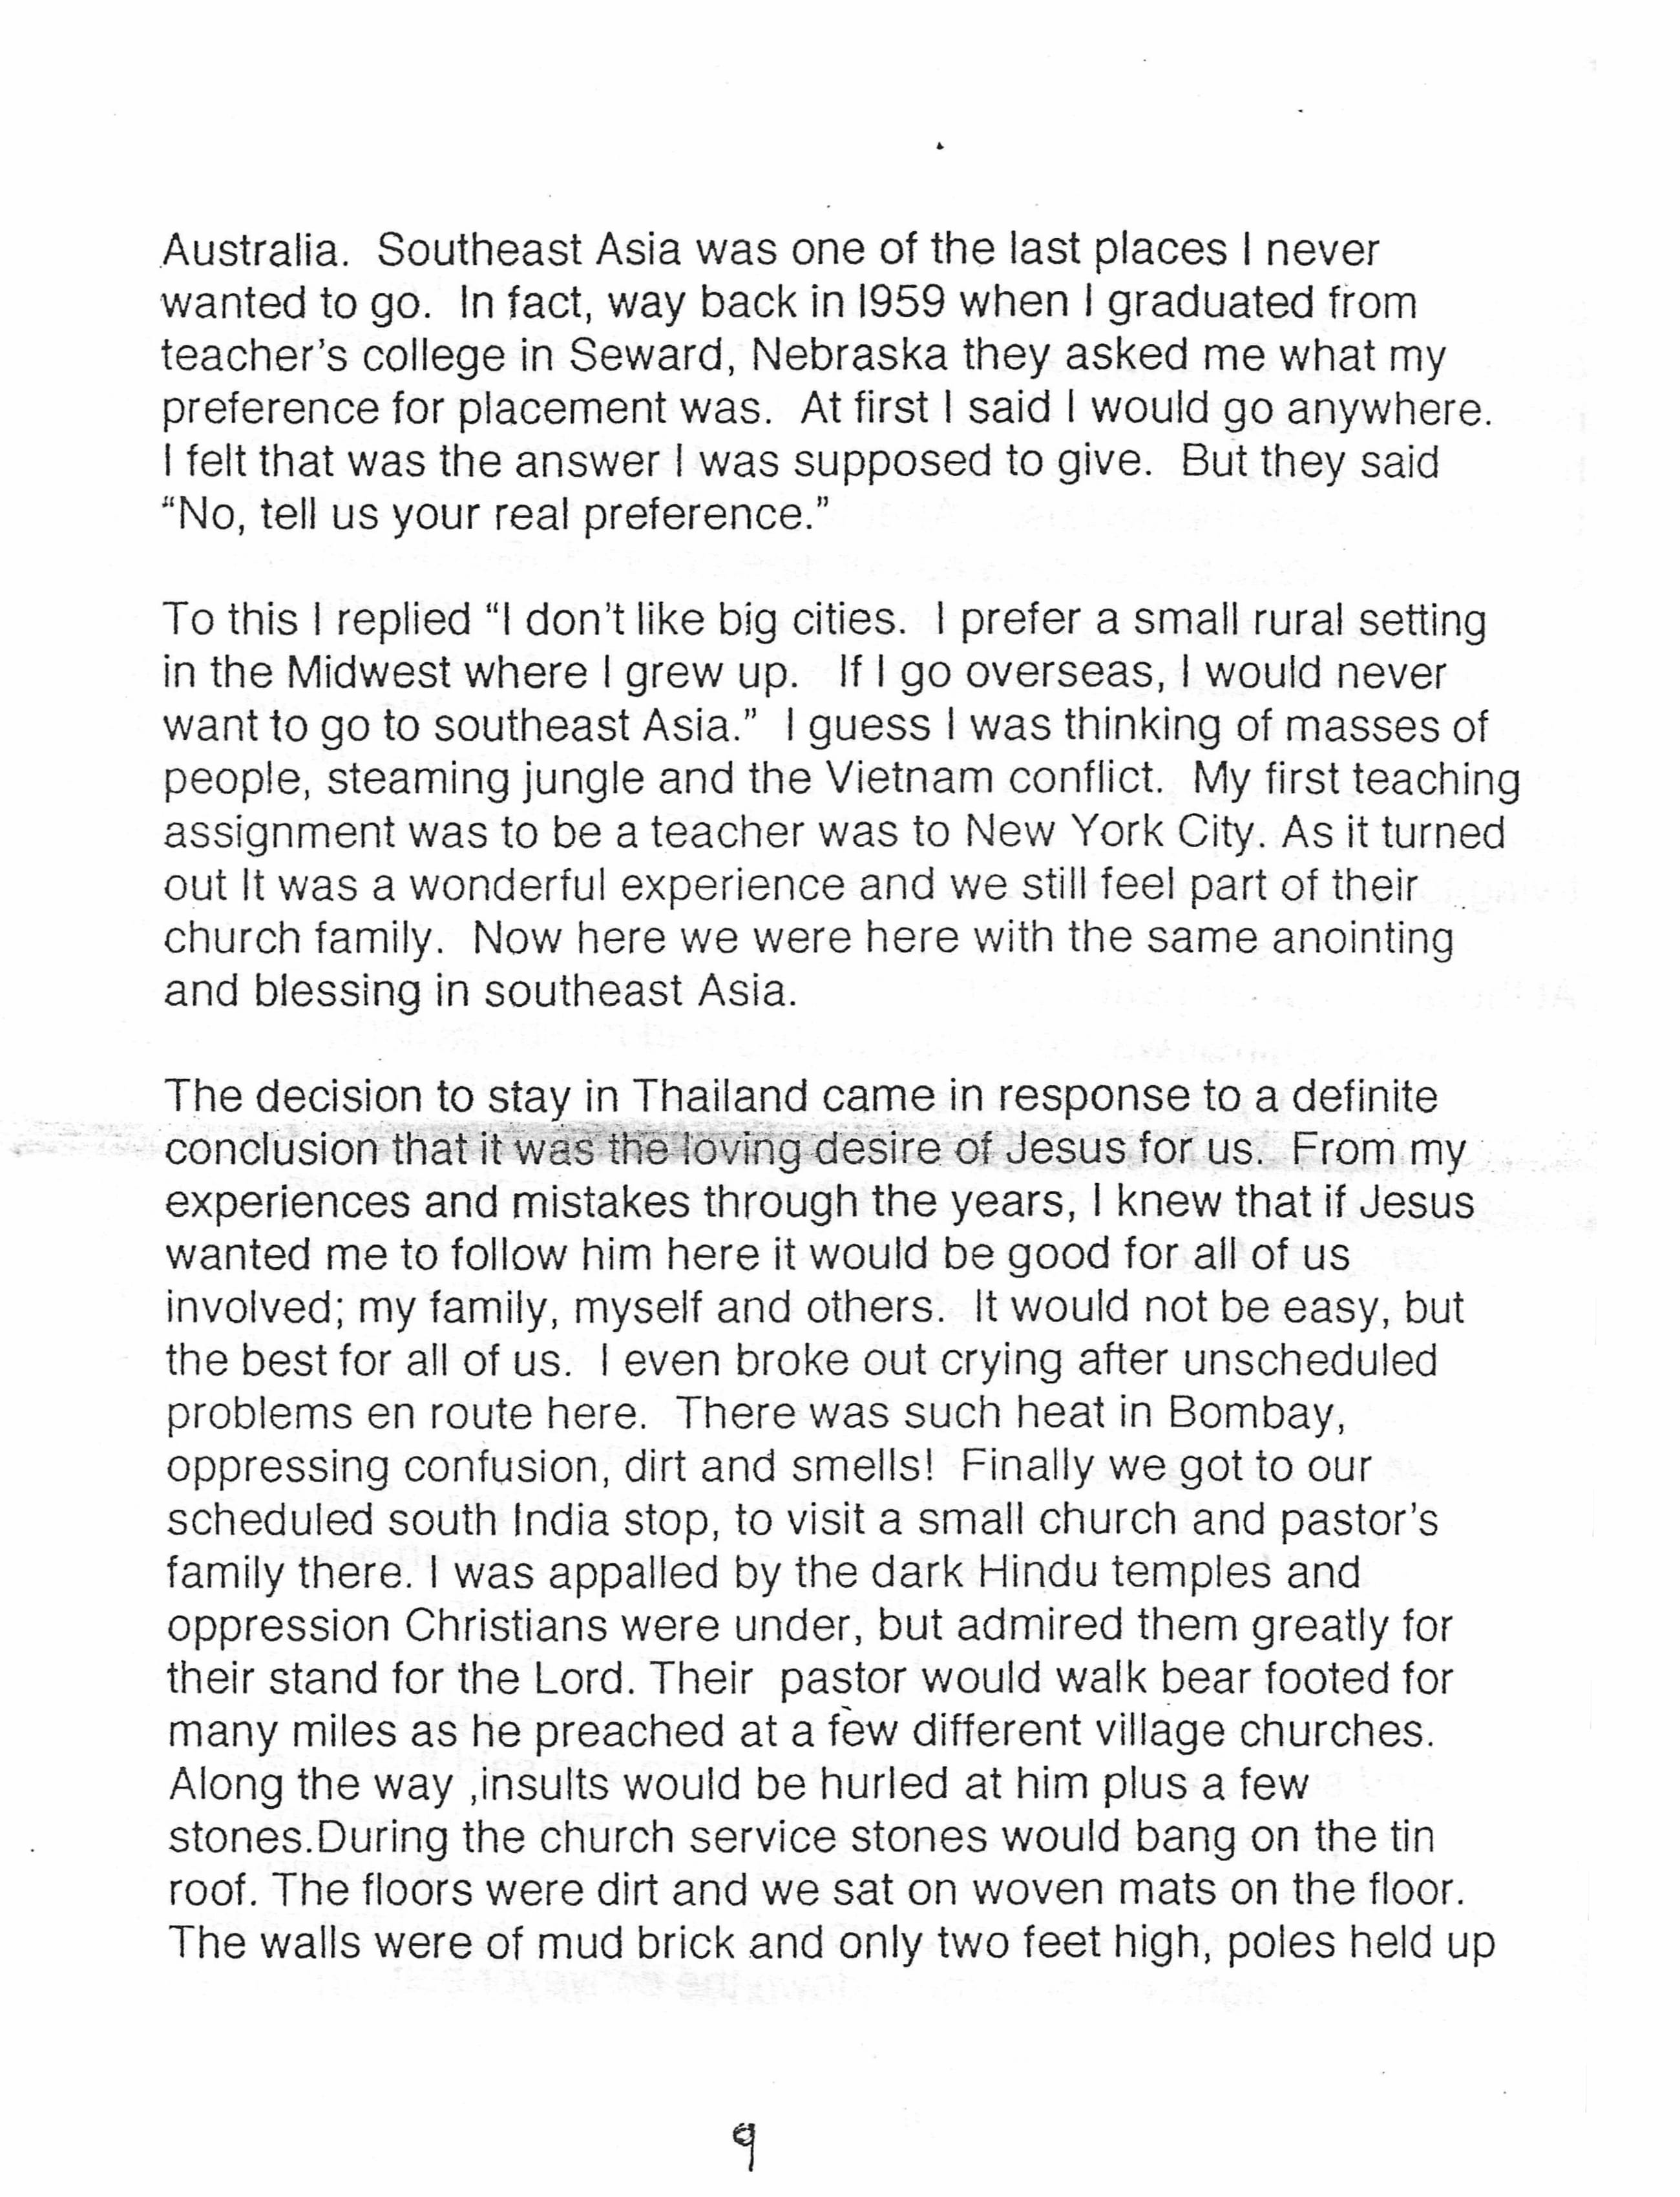 Australia.  Southeast Asia was one of the last places I never
wanted to go.  In fact, way back in I959 when I graduated from
teacher's college in Seward, Nebraska they asked me what my
preference for placement was.  At first I said I would go anywhere.
I felt that was the answer I was supposed to give.  But they said
“No, tell us your real preference.”

To this I replied “I don't like big cities.  I prefer a small rural setting
in the Midwest where I grew up.   If I go overseas, I would never
want to go to southeast Asia.”  I guess I was thinking of masses of
people, steaming jungle and the Vietnam conflict.  My first teaching
assignment was to be a teacher was to New York City. As it turned
out It was a wonderful experience and we still feel part of their
church family.  Now here we were here with the same anointing
and blessing in southeast Asia.

The decision to stay in Thailand came in response to a definite
conclusion that it was the loving desire of Jesus for us.  From my
experiences and mistakes through the years, I knew that if Jesus
wanted me to follow him here it would be good for all of us
involved; my family, myself and others.  It would not be easy, but
the best for all of us.  I even broke out crying after unscheduled
problems en route here.  There was such heat in Bombay,
oppressing confusion, dirt and smells!  Finally we got to our
scheduled south India stop, to visit a small church and pastor's
family there. I was appalled by the dark Hindu temples and
oppression Christians were under, but admired them greatly for
their stand for the Lord. Their  pastor would walk bear footed for
many miles as he preached at a few different village churches.
Along the way ,insults would be hurled at him plus a few
stones.During the church service stones would bang on the tin
roof. The floors were dirt and we sat on woven mats on the floor.
The walls were of mud brick and only two feet high, poles held up

9